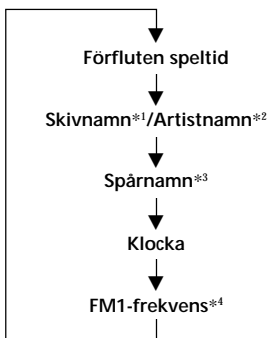 Förfluten speltid
Skivnamn*1/Artistnamn*2
Spårnamn*3
Klocka
FM1-frekvens*4